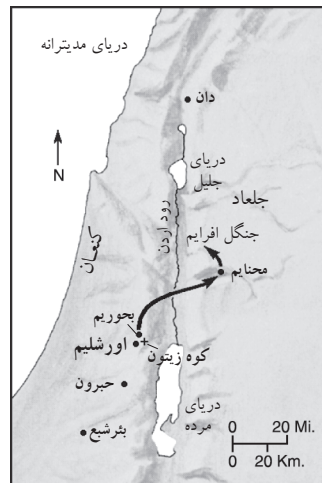 دریای مدیترانه
دان
دریای
جلیل
جلعاد
رود اردن
جنگل افرایم
کنعان
محنایم
N
بحوریم
اورشلیم
کوه زیتون
حبرون
دریای
مرده
بئرشبع
0 20 Mi.
0 20 Km.